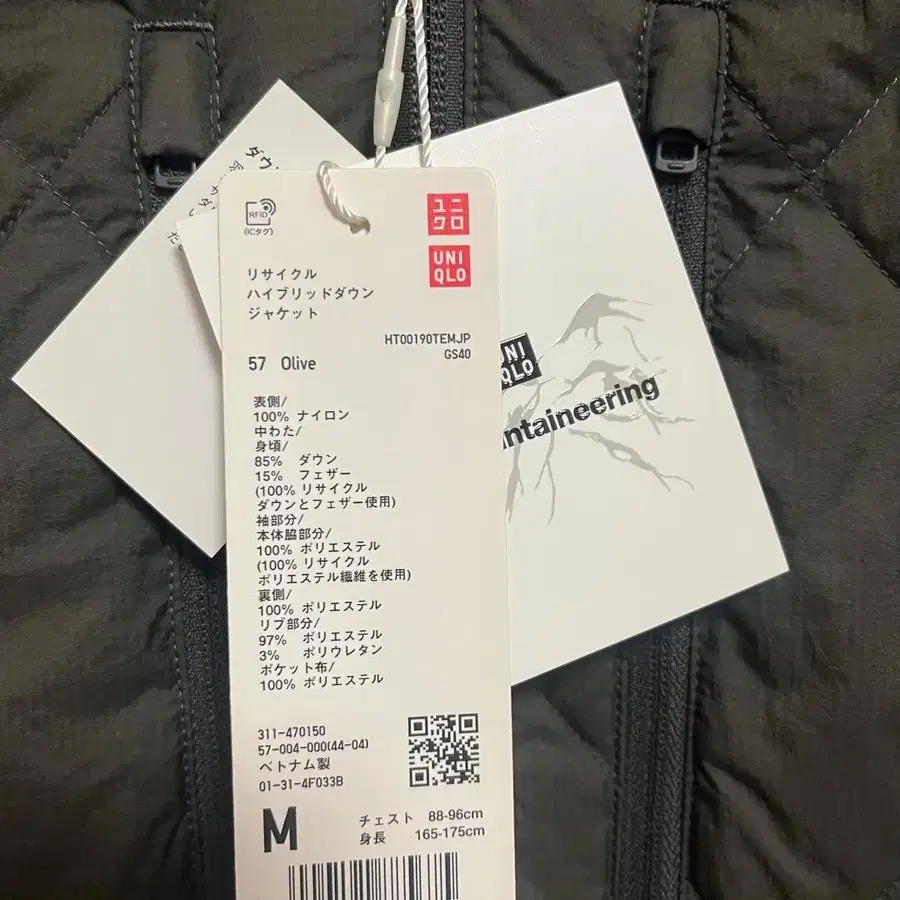 RFID
(ICタグ)
ユニ
クロ
UNI
QLO
リサイクル
ハイブリッドダウン
ジャケット
HT00190TEMJP
GS40
57 Olive
表側/
100% ナイロン
中わた/
身頃/
85% ダウン
15% フェザー
(100% リサイクル
ダウンとフェザー使用)
袖部分/
本体脇部分/
100% ポリエステル
(100% リサイクル
ポリエステル繊維を使用)
裏側/
100% ポリエステル
リブ部分/
97% ポリエステル
3% ポリウレタン
ポケット布/
100% ポリエステル
311-470150
57-004-000(44-04)
ベトナム製
01-31-4F033B
M
チェスト 88-96cm
身長 165-175cm
UNI
QLO
ntaineering